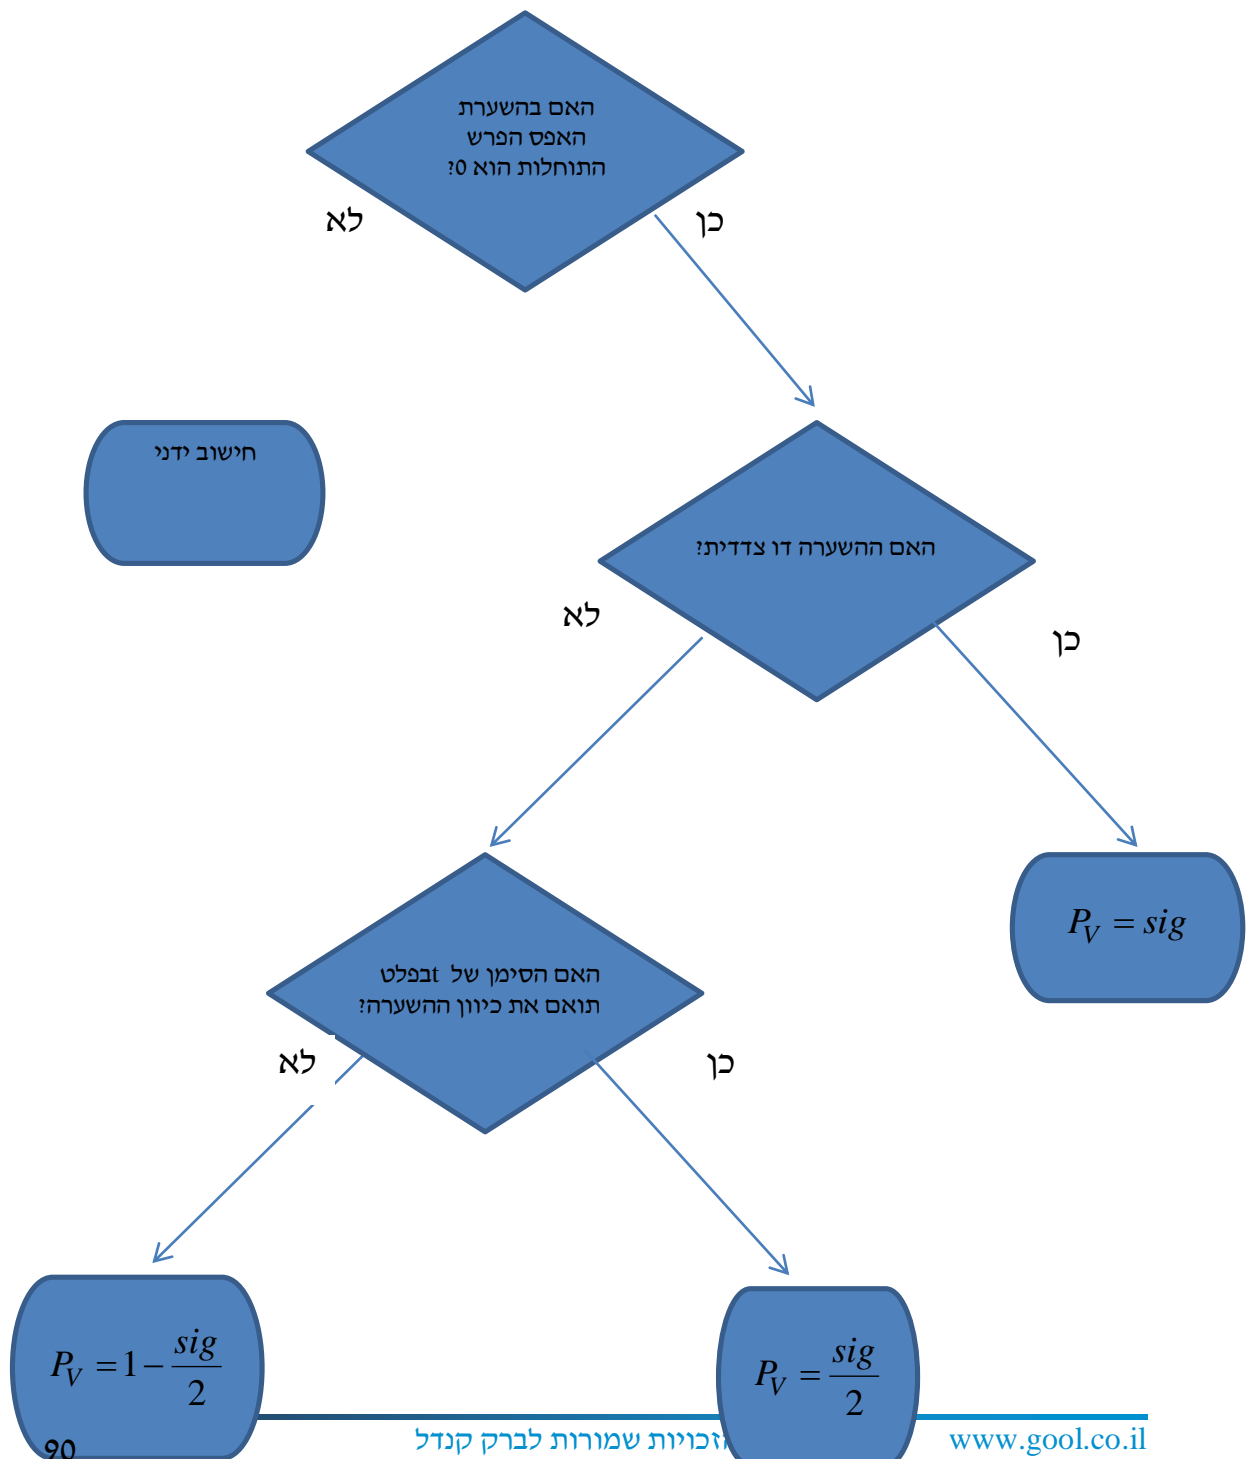 האם בהשערת
האפס הפרש
התוחלות הוא 0?
לא
כן
חישוב ידני
האם ההשערה דו צדדית?
לא
כן
P_V = sig
האם הסימן של tבפלט
תואם את כיוון ההשערה?
לא
כן
P_V = 1 - sig/2
P_V = sig/2
90
זכויות שמורות לברק קנדל
www.gool.co.il